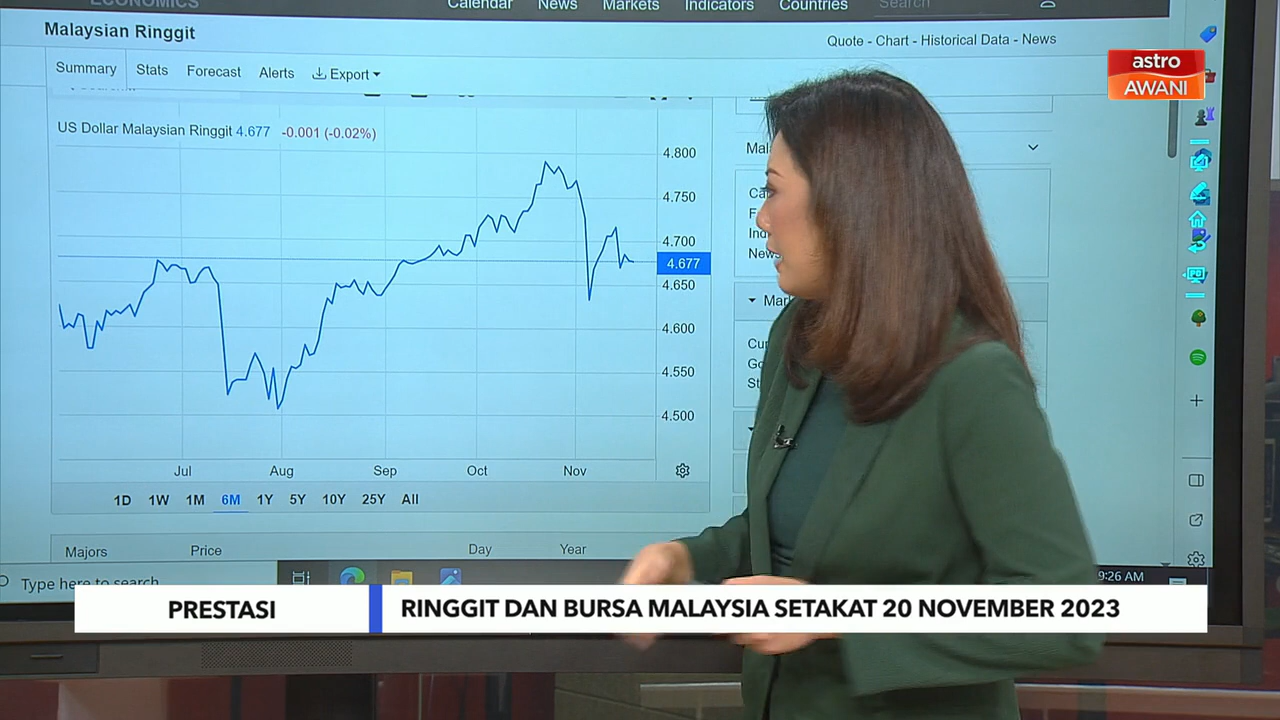 ECONOMICS
Calendar News Markets Indicators Countries Search
Malaysian Ringgit
Quote - Chart - Historical Data - News
Summary Stats Forecast Alerts Export
astro
AWANI
US Dollar Malaysian Ringgit 4.677 -0.001 (-0.02%)
4.800
4.750
4.700
4.677
4.650
4.600
4.550
4.500
Jul Aug Sep Oct Nov
1D 1W 1M 6M 1Y 5Y 10Y 25Y All
Majors Price Day Year
Type here to search
9:26 AM
PRESTASI
RINGGIT DAN BURSA MALAYSIA SETAKAT 20 NOVEMBER 2023